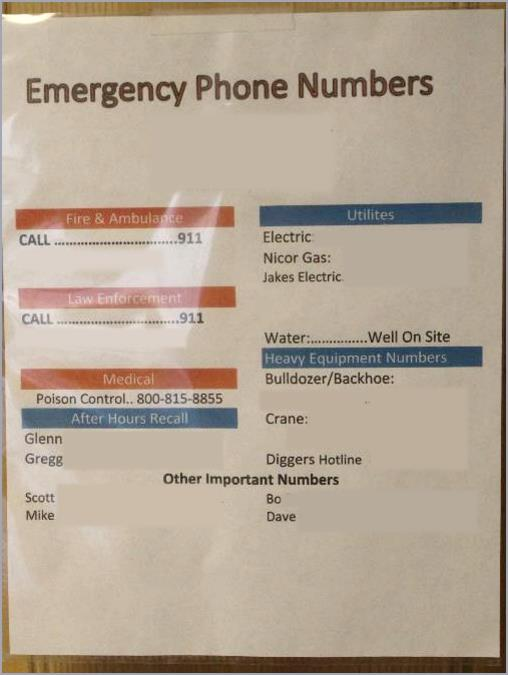 Emergency Phone Numbers
Fire & Ambulance
CALL ................................911
Law Enforcement
CALL ................................911
Medical
Poison Control.. 800-815-8855
After Hours Recall
Glenn
Gregg
Utilites
Electric
Nicor Gas:
Jakes Electric
Water:...............Well On Site
Heavy Equipment Numbers
Bulldozer/Backhoe:
Crane:
Diggers Hotline
Other Important Numbers
Scott
Mike
Bo
Dave